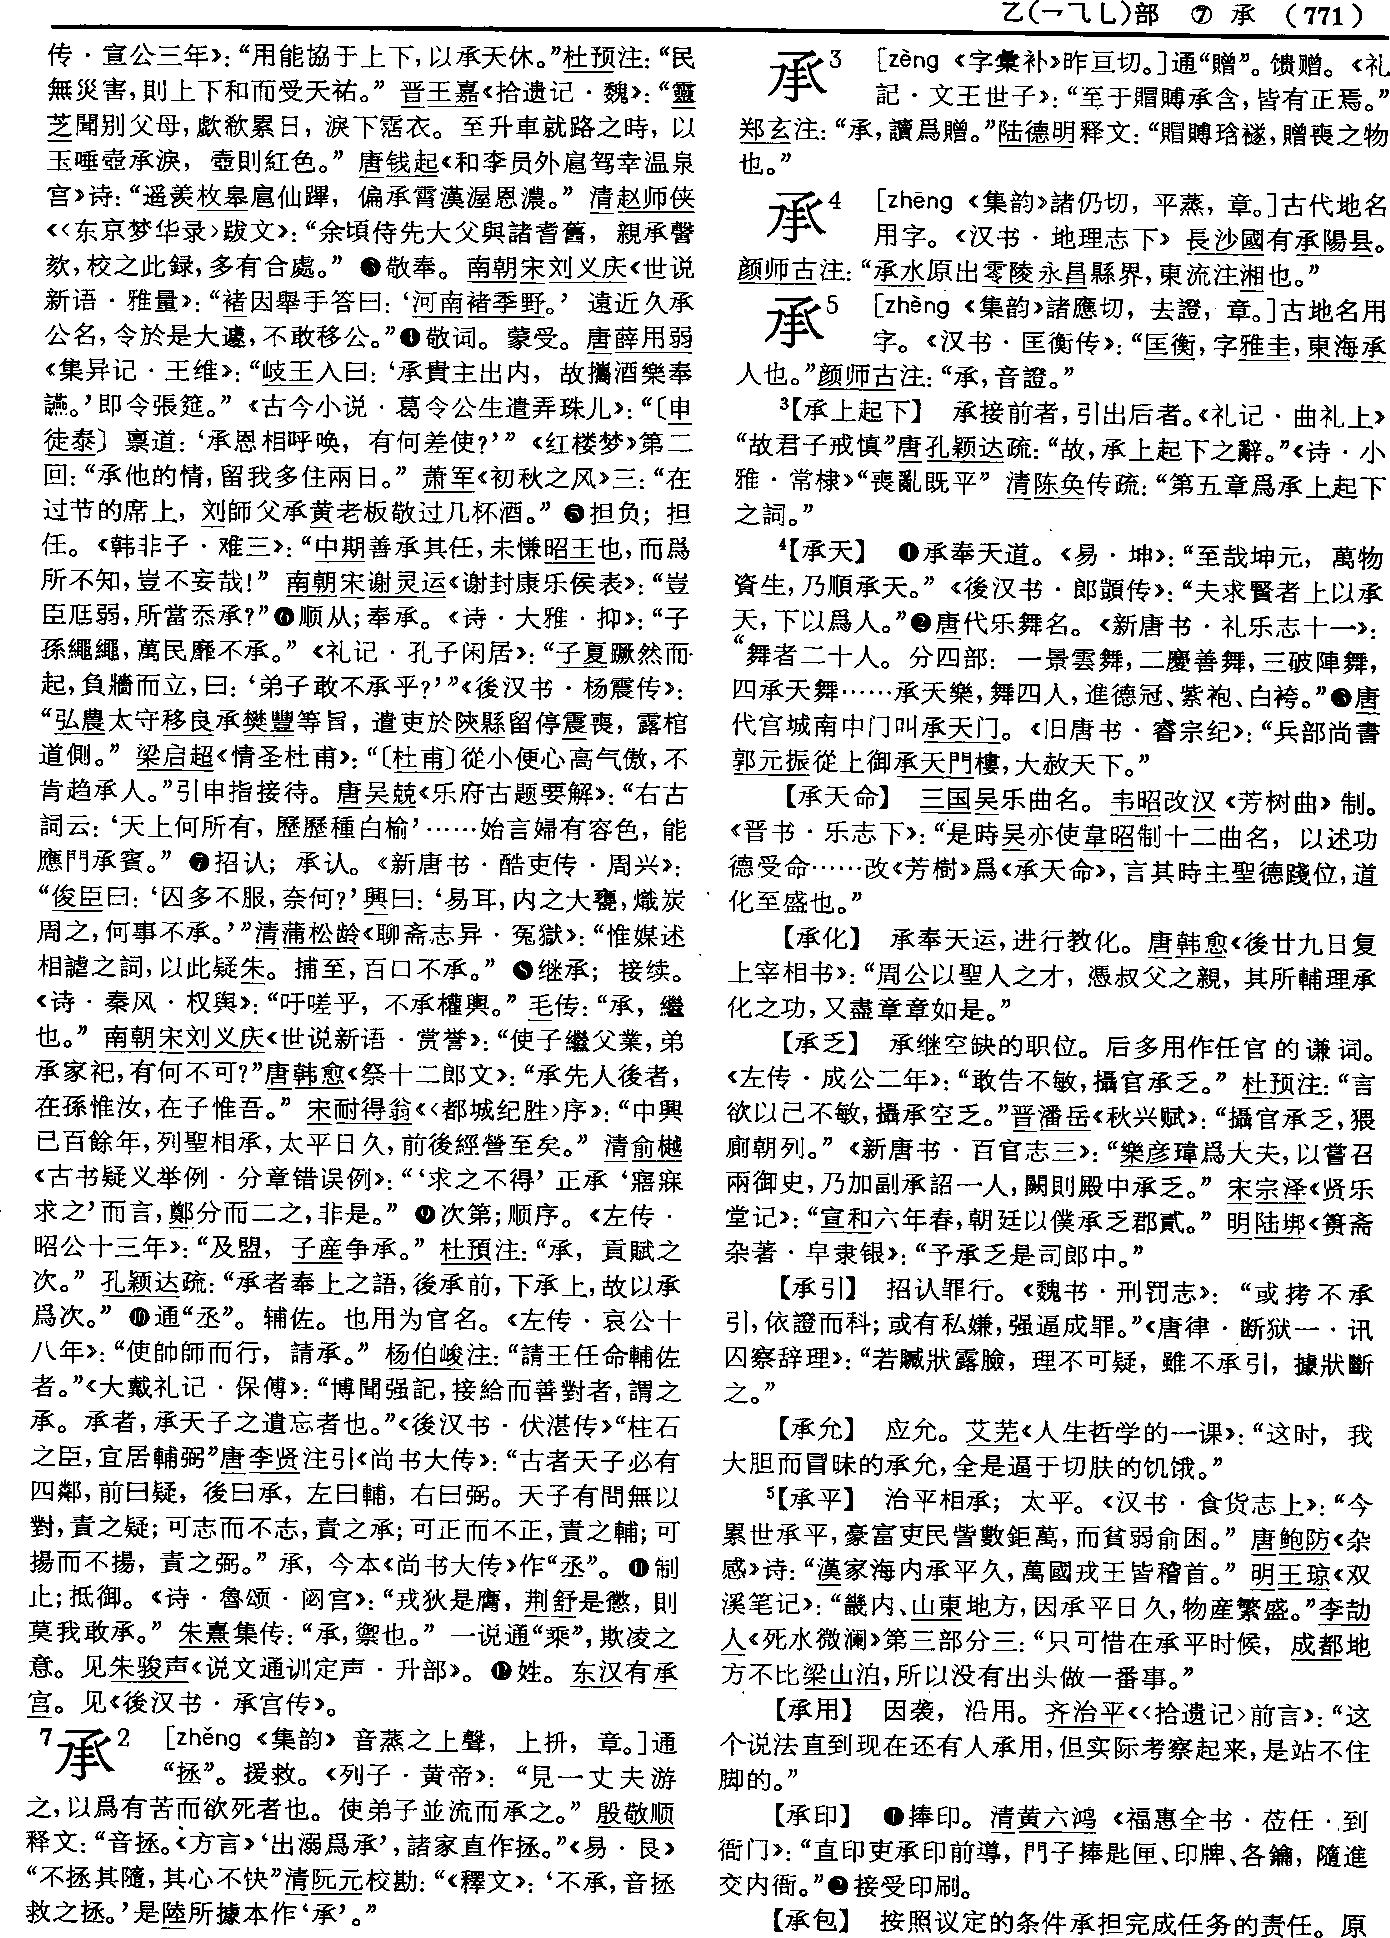 乙(乛⺄乚)部 ⑦ 承 (771)
传·宣公三年》：“用能協于上下，以承天休。”杜预注：“民
無災害，則上下和而受天祐。”晋王嘉《拾遗记·魏》：“靈
芝聞别父母，歔欷累日，淚下霑衣。至升車就路之時，以
玉唾壺承淚，壺則紅色。”唐钱起《和李员外扈驾幸温泉
宫》诗：“遥羨枚皋扈仙蹕，偏承霄漢渥恩濃。”清赵师侠
《〈东京梦华录〉跋文》：“余頃侍先大父與諸耆舊，親承謦
欬，校之此録，多有合處。”❸敬奉。南朝宋刘义庆《世说
新语·雅量》：“褚因舉手答曰：‘河南褚季野。’遠近久承
公名，令於是大遽，不敢移公。”❹敬词。蒙受。唐薛用弱
《集异记·王维》：“岐王入曰：‘承貴主出内，故攜酒樂奉
讌。’即令張筵。”《古今小说·葛令公生遣弄珠儿》：“〔申
徒泰〕禀道：‘承恩相呼唤，有何差使？’”《红楼梦》第二
回：“承他的情，留我多住兩日。”萧军《初秋之风》三：“在
过节的席上，刘師父承黄老板敬过几杯酒。”❺担负；担
任。《韩非子·难三》：“中期善承其任，未慊昭王也，而爲
所不知，豈不妄哉！”南朝宋谢灵运《谢封康乐侯表》：“豈
臣尫弱，所當忝承？”❻顺从；奉承。《诗·大雅·抑》：“子
孫繩繩，萬民靡不承。”《礼记·孔子闲居》：“子夏蹶然而
起，負牆而立，曰：‘弟子敢不承乎？’”《後汉书·杨震传》：
“弘農太守移良承樊豐等旨，遣吏於陝縣留停震喪，露棺
道側。”梁启超《情圣杜甫》：“〔杜甫〕從小便心高气傲，不
肯趋承人。”引申指接待。唐吴兢《乐府古题要解》：“右古
詞云：‘天上何所有，歷歷種白榆’……始言婦有容色，能
應門承賓。”❼招认；承认。《新唐书·酷吏传·周兴》：
“俊臣曰：‘囚多不服，奈何？’興曰：‘易耳，内之大甕，熾炭
周之，何事不承。’”清蒲松龄《聊斋志异·冤獄》：“惟媒述
相謔之詞，以此疑朱。捕至，百口不承。”❽继承；接续。
《诗·秦风·权舆》：“吁嗟乎，不承權輿。”毛传：“承，繼
也。”南朝宋刘义庆《世说新语·赏誉》：“使子繼父業，弟
承家祀，有何不可？”唐韩愈《祭十二郎文》：“承先人後者，
在孫惟汝，在子惟吾。”宋耐得翁《〈都城纪胜〉序》：“中興
已百餘年，列聖相承，太平日久，前後經營至矣。”清俞樾
《古书疑义举例·分章错误例》：“‘求之不得’正承‘寤寐
求之’而言，鄭分而二之，非是。”❾次第；顺序。《左传·
昭公十三年》：“及盟，子産争承。”杜預注：“承，貢賦之
次。”孔颖达疏：“承者奉上之語，後承前，下承上，故以承
爲次。”❿通“丞”。辅佐。也用为官名。《左传·哀公十
八年》：“使帥師而行，請承。”杨伯峻注：“請王任命輔佐
者。”《大戴礼记·保傅》：“博聞强記，接給而善對者，謂之
承。承者，承天子之遺忘者也。”《後汉书·伏湛传》“柱石
之臣，宜居輔弼”唐李贤注引《尚书大传》：“古者天子必有
四鄰，前曰疑，後曰承，左曰輔，右曰弼。天子有問無以
對，責之疑；可志而不志，責之承；可正而不正，責之輔；可
揚而不揚，責之弼。”承，今本《尚书大传》作“丞”。⓫制
止；抵御。《诗·魯颂·閟宫》：“戎狄是膺，荆舒是懲，則
莫我敢承。”朱熹集传：“承，禦也。”一说通“乘”，欺凌之
意。见朱骏声《说文通训定声·升部》。⓬姓。东汉有承
宫。见《後汉书·承宫传》。
7承2 [zhěng《集韵》音蒸之上聲，上拼，章。]通
“拯”。援救。《列子·黄帝》：“見一丈夫游
之，以爲有苦而欲死者也。使弟子並流而承之。”殷敬顺
释文：“音拯。《方言》‘出溺爲承’，諸家直作拯。”《易·艮》
“不拯其隨，其心不快”清阮元校勘：“《釋文》：‘不承，音拯
救之拯。’是陸所據本作‘承’。”
承3 [zèng《字彙补》昨亘切。]通“贈”。馈赠。《礼
記·文王世子》：“至于賵賻承含，皆有正焉。”
郑玄注：“承，讀爲贈。”陆德明释文：“賵賻琀襚，贈喪之物
也。”
承4 [zhēng《集韵》諸仍切，平蒸，章。]古代地名
用字。《汉书·地理志下》長沙國有承陽县。
颜师古注：“承水原出零陵永昌縣界，東流注湘也。”
承5 [zhèng《集韵》諸應切，去證，章。]古地名用
字。《汉书·匡衡传》：“匡衡，字雅圭，東海承
人也。”颜师古注：“承，音證。”
3【承上起下】 承接前者，引出后者。《礼记·曲礼上》
“故君子戒慎”唐孔颖达疏：“故，承上起下之辭。”《诗·小
雅·常棣》“喪亂既平”清陈奂传疏：“第五章爲承上起下
之詞。”
4【承天】 ❶承奉天道。《易·坤》：“至哉坤元，萬物
資生，乃順承天。”《後汉书·郎顗传》：“夫求賢者上以承
天，下以爲人。”❷唐代乐舞名。《新唐书·礼乐志十一》：
“舞者二十人。分四部：一景雲舞，二慶善舞，三破陣舞，
四承天舞……承天樂，舞四人，進德冠、紫袍、白袴。”❸唐
代宫城南中门叫承天门。《旧唐书·睿宗纪》：“兵部尚書
郭元振從上御承天門樓，大赦天下。”
【承天命】 三国吴乐曲名。韦昭改汉《芳树曲》制。
《晋书·乐志下》：“是時吴亦使韋昭制十二曲名，以述功
德受命……改《芳樹》爲《承天命》，言其時主聖德踐位，道
化至盛也。”
【承化】 承奉天运，进行教化。唐韩愈《後廿九日复
上宰相书》：“周公以聖人之才，憑叔父之親，其所輔理承
化之功，又盡章章如是。”
【承乏】 承继空缺的职位。后多用作任官的谦词。
《左传·成公二年》：“敢告不敏，攝官承乏。”杜预注：“言
欲以己不敏，攝承空乏。”晋潘岳《秋兴赋》：“攝官承乏，猥
廁朝列。”《新唐书·百官志三》：“樂彦瑋爲大夫，以嘗召
兩御史，乃加副承詔一人，闕則殿中承乏。”宋宗泽《贤乐
堂记》：“宣和六年春，朝廷以僕承乏郡貳。”明陆埛《篑斋
杂著·皁隶银》：“予承乏是司郎中。”
【承引】 招认罪行。《魏书·刑罚志》：“或拷不承
引，依證而科；或有私嫌，强逼成罪。”《唐律·断狱一·讯
囚察辞理》：“若贜狀露臉，理不可疑，雖不承引，據狀斷
之。”
【承允】 应允。艾芜《人生哲学的一课》：“这时，我
大胆而冒昧的承允，全是逼于切肤的饥饿。”
5【承平】 治平相承；太平。《汉书·食货志上》：“今
累世承平，豪富吏民訾數鉅萬，而貧弱俞困。”唐鲍防《杂
感》诗：“漢家海内承平久，萬國戎王皆稽首。”明王琼《双
溪笔记》：“畿内、山東地方，因承平日久，物産繁盛。”李劼
人《死水微澜》第三部分三：“只可惜在承平时候，成都地
方不比梁山泊，所以没有出头做一番事。”
【承用】 因袭，沿用。齐治平《〈拾遗记〉前言》：“这
个说法直到现在还有人承用，但实际考察起来，是站不住
脚的。”
【承印】 ❶捧印。清黄六鸿《福惠全书·莅任·到
衙门》：“直印吏承印前導，門子捧匙匣、印牌、各鑰，隨進
交内衙。”❷接受印刷。
【承包】 按照议定的条件承担完成任务的责任。原